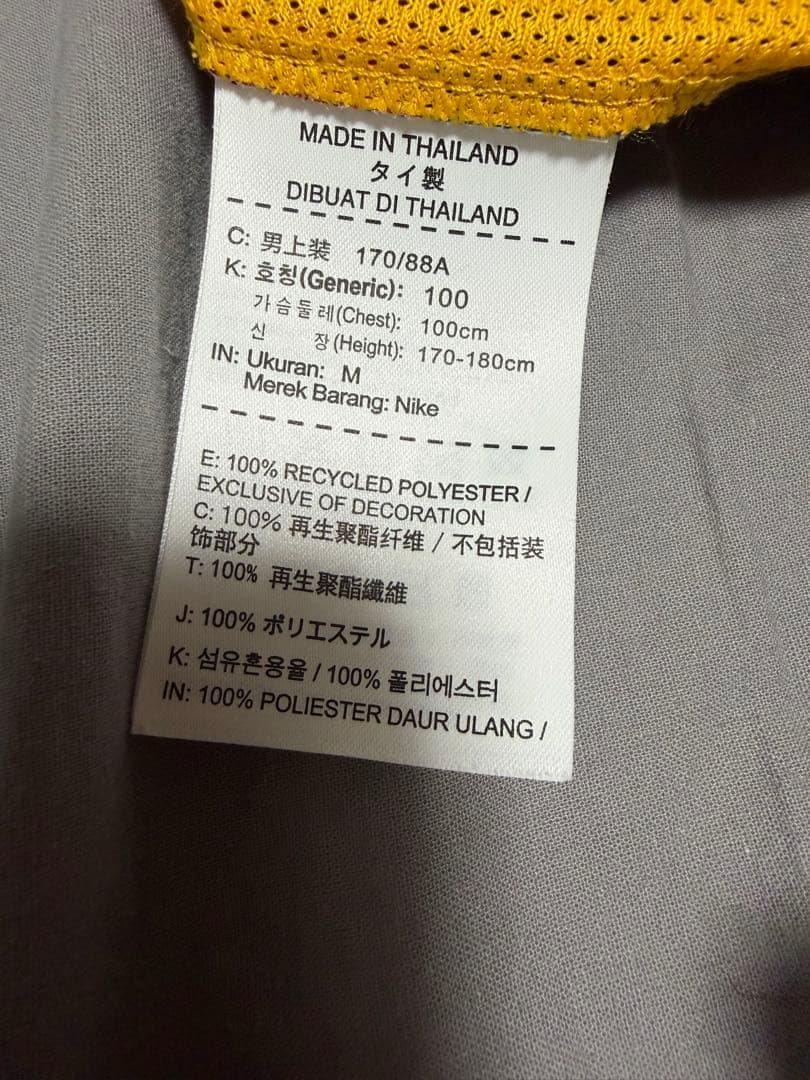 MADE IN THAILAND
タイ製
DIBUAT DI THAILAND
C: 男上装 170/88A
K: 호칭(Generic): 100
가슴둘레(Chest): 100cm
신 장(Height): 170-180cm
IN: Ukuran: M
Merek Barang: Nike
E: 100% RECYCLED POLYESTER /
EXCLUSIVE OF DECORATION
C: 100% 再生聚酯纤维 / 不包括装
饰部分
T: 100% 再生聚酯纖維
J: 100% ポリエステル
K: 섬유혼용율 / 100% 폴리에스터
IN: 100% POLIESTER DAUR ULANG /